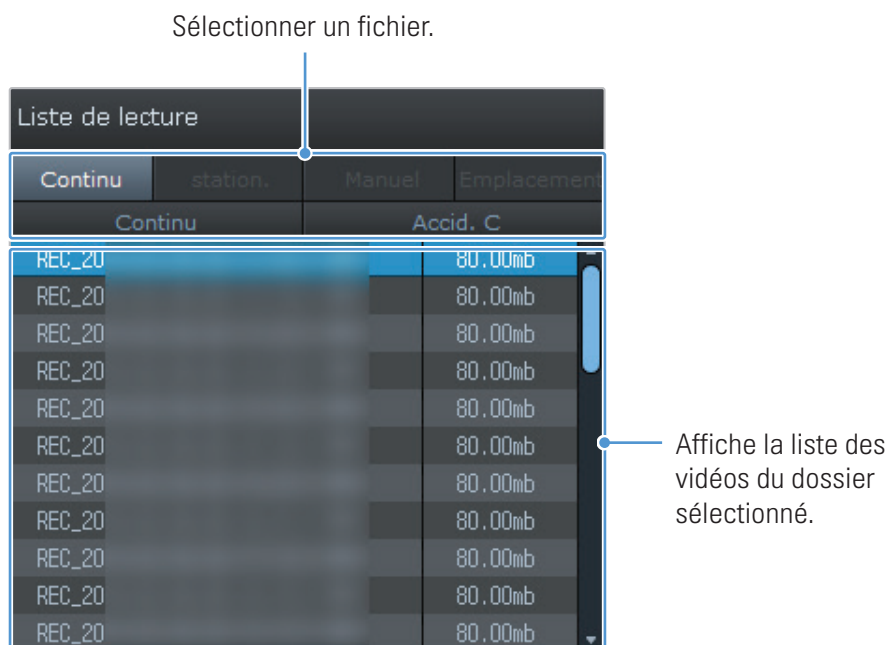 Sélectionner un fichier.
Liste de lecture
Continu station. Manuel Emplacement
Continu Accid. C
REC_20 80.00mb
REC_20 80.00mb
REC_20 80.00mb
REC_20 80.00mb
REC_20 80.00mb
REC_20 80.00mb
REC_20 80.00mb
REC_20 80.00mb
REC_20 80.00mb
REC_20 80.00mb
REC_20 80.00mb
Affiche la liste des
vidéos du dossier
sélectionné.